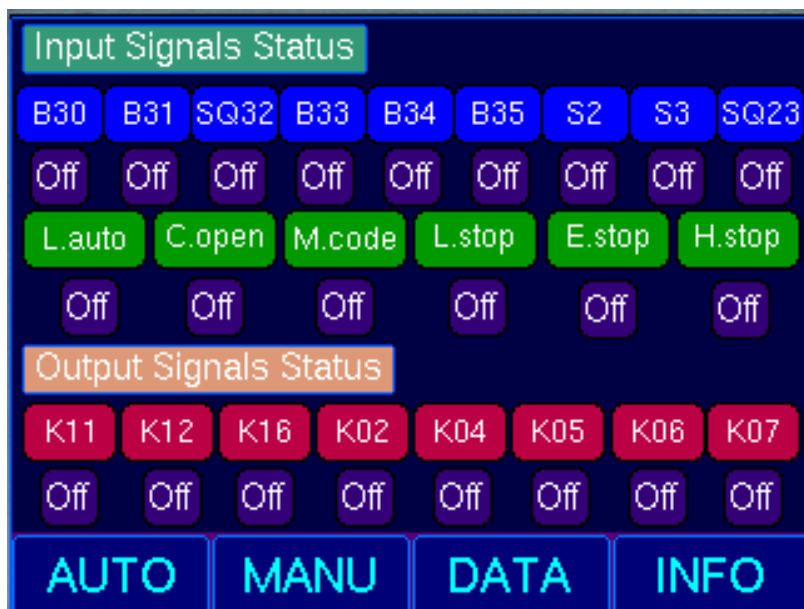 Input Signals Status
B30 B31 SQ32 B33 B34 B35 S2 S3 SQ23
Off Off Off Off Off Off Off Off Off
L.auto C.open M.code L.stop E.stop H.stop
Off Off Off Off Off Off
Output Signals Status
K11 K12 K16 K02 K04 K05 K06 K07
Off Off Off Off Off Off Off Off
AUTO MANU DATA INFO